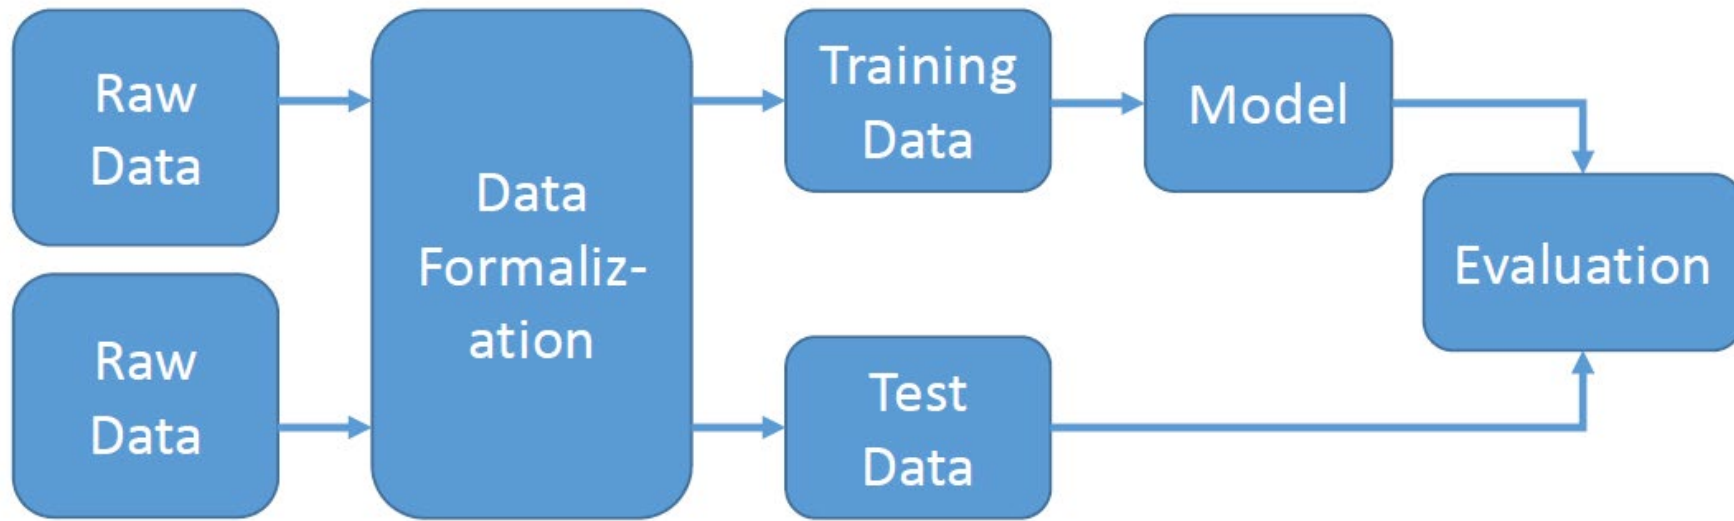 Raw
Data
Raw
Data
Data
Formaliz-
ation
Training
Data
Test
Data
Model
Evaluation